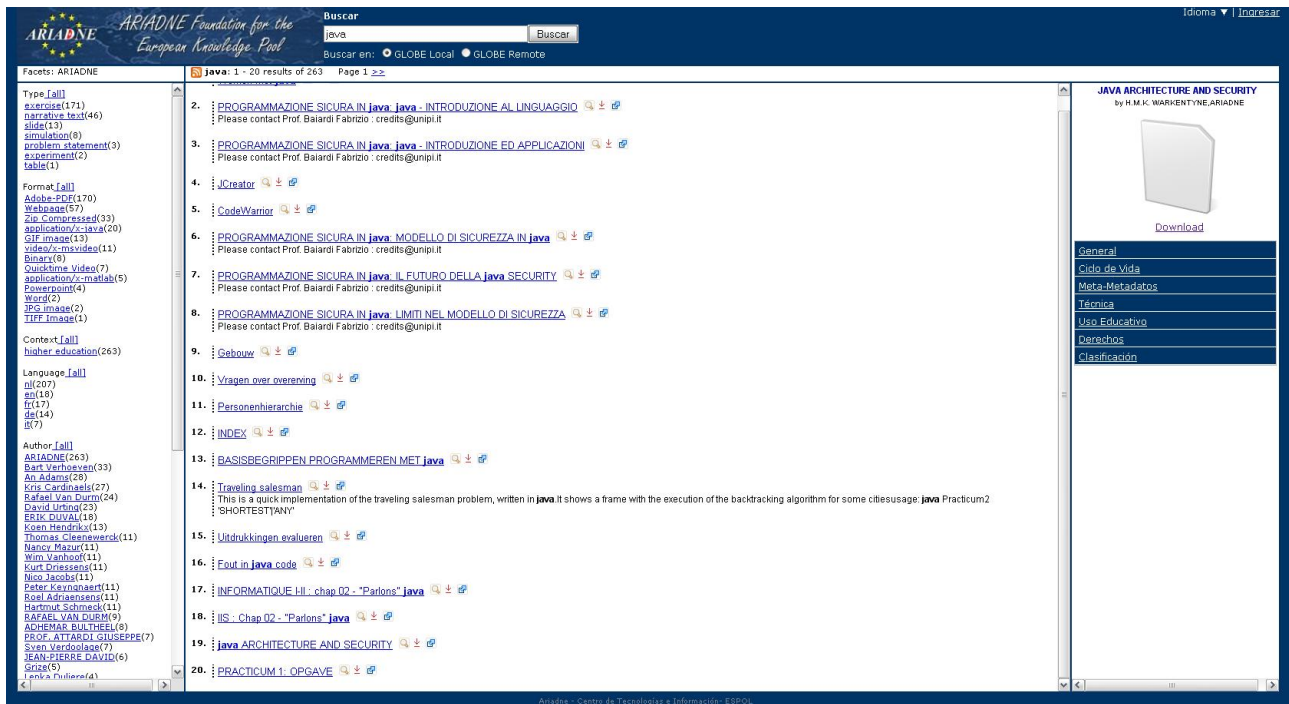 ARIADNE
ARIADNE Foundation for the
European Knowledge Pool
Buscar
java
Buscar
Buscar en: GLOBE Local GLOBE Remote
Idioma ▼ | Ingresar
Facets: ARIADNE
java: 1 - 20 results of 263 Page 1 >>
Type [all]
exercise(171)
narrative text(46)
slide(13)
simulation(8)
problem statement(3)
experiment(2)
table(1)
Format [all]
Adobe-PDF(170)
Webpage(57)
Zip Compressed(33)
application/x-java(20)
GIF image(13)
video/x-msvideo(11)
Binary(8)
Quicktime Video(7)
application/x-matlab(5)
Powerpoint(4)
Word(2)
JPG image(2)
TIFF Image(1)
Context [all]
higher education(263)
Language [all]
nl(207)
en(18)
fr(17)
de(14)
it(7)
Author [all]
ARIADNE(263)
Bart Verhoeven(33)
An Adams(28)
Kris Cardinaels(27)
Rafael Van Durm(24)
David Urting(23)
ERIK DUVAL(18)
Koen Hendrikx(13)
Thomas Cleenewerck(11)
Nancy Mazur(11)
Wim Vanhoof(11)
Kurt Driessens(11)
Nico Jacobs(11)
Peter Keyngnaert(11)
Roel Adriaensens(11)
Hartmut Schmeck(11)
RAFAEL VAN DURM(9)
ADHEMAR BULTHEEL(8)
PROF. ATTARDI GIUSEPPE(7)
Sven Verdoolage(7)
JEAN-PIERRE DAVID(6)
Grize(5)
Lenka Duliere(4)
2. PROGRAMMAZIONE SICURA IN java: java - INTRODUZIONE AL LINGUAGGIO
Please contact Prof. Baiardi Fabrizio : credits@unipi.it
3. PROGRAMMAZIONE SICURA IN java: java - INTRODUZIONE ED APPLICAZIONI
Please contact Prof. Baiardi Fabrizio : credits@unipi.it
4. JCreator
5. CodeWarrior
6. PROGRAMMAZIONE SICURA IN java: MODELLO DI SICUREZZA IN java
Please contact Prof. Baiardi Fabrizio : credits@unipi.it
7. PROGRAMMAZIONE SICURA IN java: IL FUTURO DELLA java SECURITY
Please contact Prof. Baiardi Fabrizio : credits@unipi.it
8. PROGRAMMAZIONE SICURA IN java: LIMITI NEL MODELLO DI SICUREZZA
Please contact Prof. Baiardi Fabrizio : credits@unipi.it
9. Gebouw
10. Vragen over overerving
11. Personenhierarchie
12. INDEX
13. BASISBEGRIPPEN PROGRAMMEREN MET java
14. Traveling salesman
This is a quick implementation of the traveling salesman problem, written in java.It shows a frame with the execution of the backtracking algorithm for some citiesusage: java Practicum2
'SHORTEST'|'ANY'
15. Uitdrukkingen evalueren
16. Fout in java code
17. INFORMATIQUE I-II : chap 02 - "Parlons" java
18. IIS : Chap 02 - "Parlons" java
19. java ARCHITECTURE AND SECURITY
20. PRACTICUM 1: OPGAVE
JAVA ARCHITECTURE AND SECURITY
by H.M.K. WARKENTYNE,ARIADNE
Download
General
Ciclo de Vida
Meta-Metadatos
Técnica
Uso Educativo
Derechos
Clasificación
Ariadne - Centro de Tecnologías e Información- ESPOL